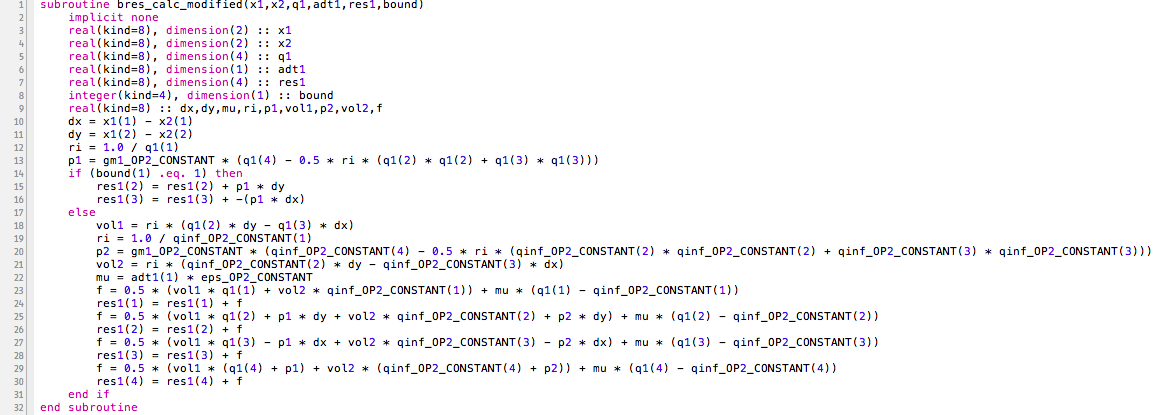 1 subroutine bres_calc_modified(x1,x2,q1,adt1,res1,bound)
2 implicit none
3 real(kind=8), dimension(2) :: x1
4 real(kind=8), dimension(2) :: x2
5 real(kind=8), dimension(4) :: q1
6 real(kind=8), dimension(1) :: adt1
7 real(kind=8), dimension(4) :: res1
8 integer(kind=4), dimension(1) :: bound
9 real(kind=8) :: dx,dy,mu,ri,p1,vol1,p2,vol2,f
10 dx = x1(1) - x2(1)
11 dy = x1(2) - x2(2)
12 ri = 1.0 / q1(1)
13 p1 = gm1_OP2_CONSTANT * (q1(4) - 0.5 * ri * (q1(2) * q1(2) + q1(3) * q1(3)))
14 if (bound(1) .eq. 1) then
15 res1(2) = res1(2) + p1 * dy
16 res1(3) = res1(3) + -(p1 * dx)
17 else
18 vol1 = ri * (q1(2) * dy - q1(3) * dx)
19 ri = 1.0 / qinf_OP2_CONSTANT(1)
20 p2 = gm1_OP2_CONSTANT * (qinf_OP2_CONSTANT(4) - 0.5 * ri * (qinf_OP2_CONSTANT(2) * qinf_OP2_CONSTANT(2) + qinf_OP2_CONSTANT(3) * qinf_OP2_CONSTANT(3)))
21 vol2 = ri * (qinf_OP2_CONSTANT(2) * dy - qinf_OP2_CONSTANT(3) * dx)
22 mu = adt1(1) * eps_OP2_CONSTANT
23 f = 0.5 * (vol1 * q1(1) + vol2 * qinf_OP2_CONSTANT(1)) + mu * (q1(1) - qinf_OP2_CONSTANT(1))
24 res1(1) = res1(1) + f
25 f = 0.5 * (vol1 * q1(2) + p1 * dy + vol2 * qinf_OP2_CONSTANT(2) + p2 * dy) + mu * (q1(2) - qinf_OP2_CONSTANT(2))
26 res1(2) = res1(2) + f
27 f = 0.5 * (vol1 * q1(3) - p1 * dx + vol2 * qinf_OP2_CONSTANT(3) - p2 * dx) + mu * (q1(3) - qinf_OP2_CONSTANT(3))
28 res1(3) = res1(3) + f
29 f = 0.5 * (vol1 * (q1(4) + p1) + vol2 * (qinf_OP2_CONSTANT(4) + p2)) + mu * (q1(4) - qinf_OP2_CONSTANT(4))
30 res1(4) = res1(4) + f
31 end if
32 end subroutine